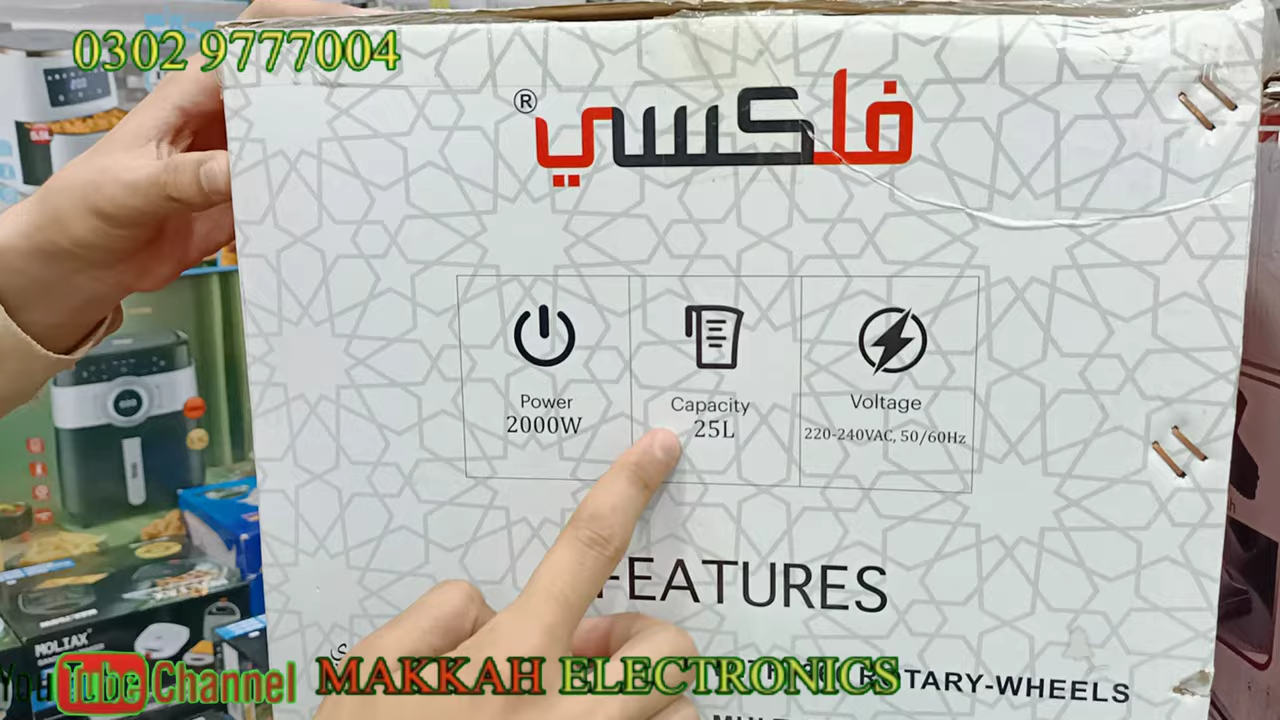 0302 9777004
فلكسي®
Power
2000W
Capacity
25L
Voltage
220-240VAC, 50/60Hz
FEATURES
ROTARY-WHEELS
MOLIAX
YouTube Channel
MAKKAH ELECTRONICS